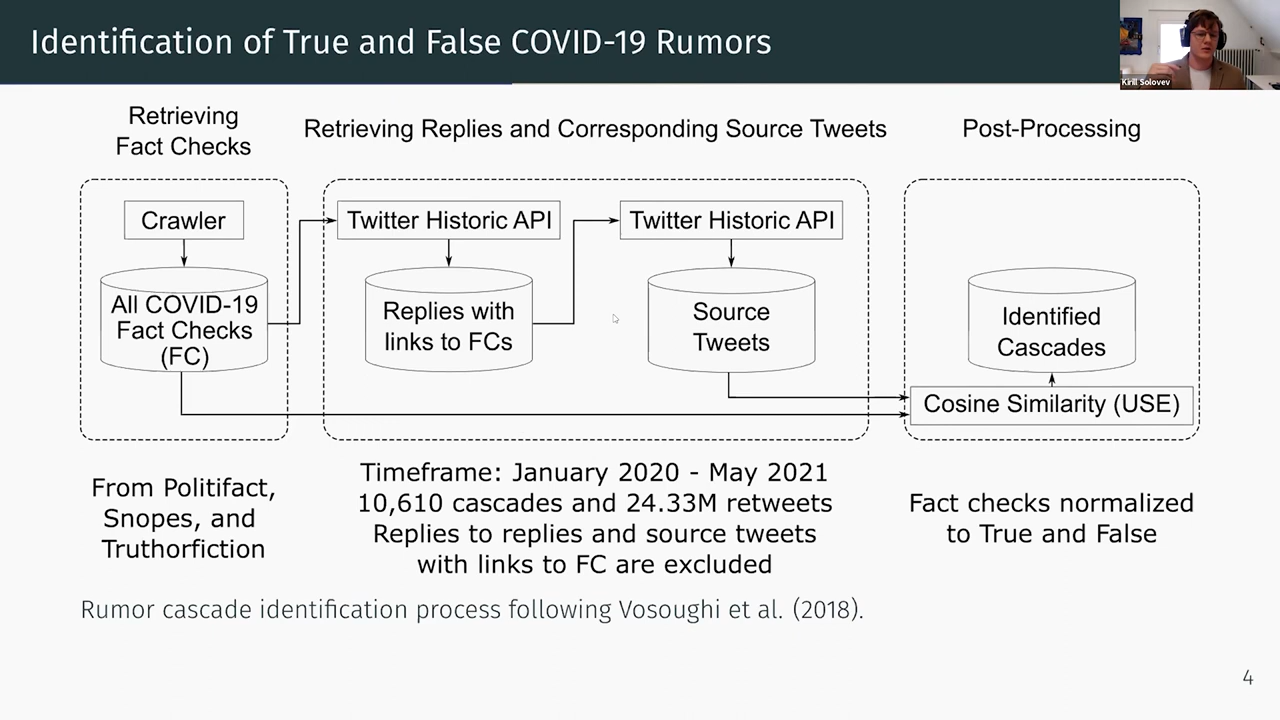 Identification of True and False COVID-19 Rumors
Kirill Solovev
Retrieving
Fact Checks
Retrieving Replies and Corresponding Source Tweets
Post-Processing
Crawler
All COVID-19
Fact Checks
(FC)
Twitter Historic API
Replies with
links to FCs
Twitter Historic API
Source
Tweets
Identified
Cascades
Cosine Similarity (USE)
From Politifact,
Snopes, and
Truthorfiction
Timeframe: January 2020 - May 2021
10,610 cascades and 24.33M retweets
Replies to replies and source tweets
with links to FC are excluded
Fact checks normalized
to True and False
Rumor cascade identification process following Vosoughi et al. (2018).
4